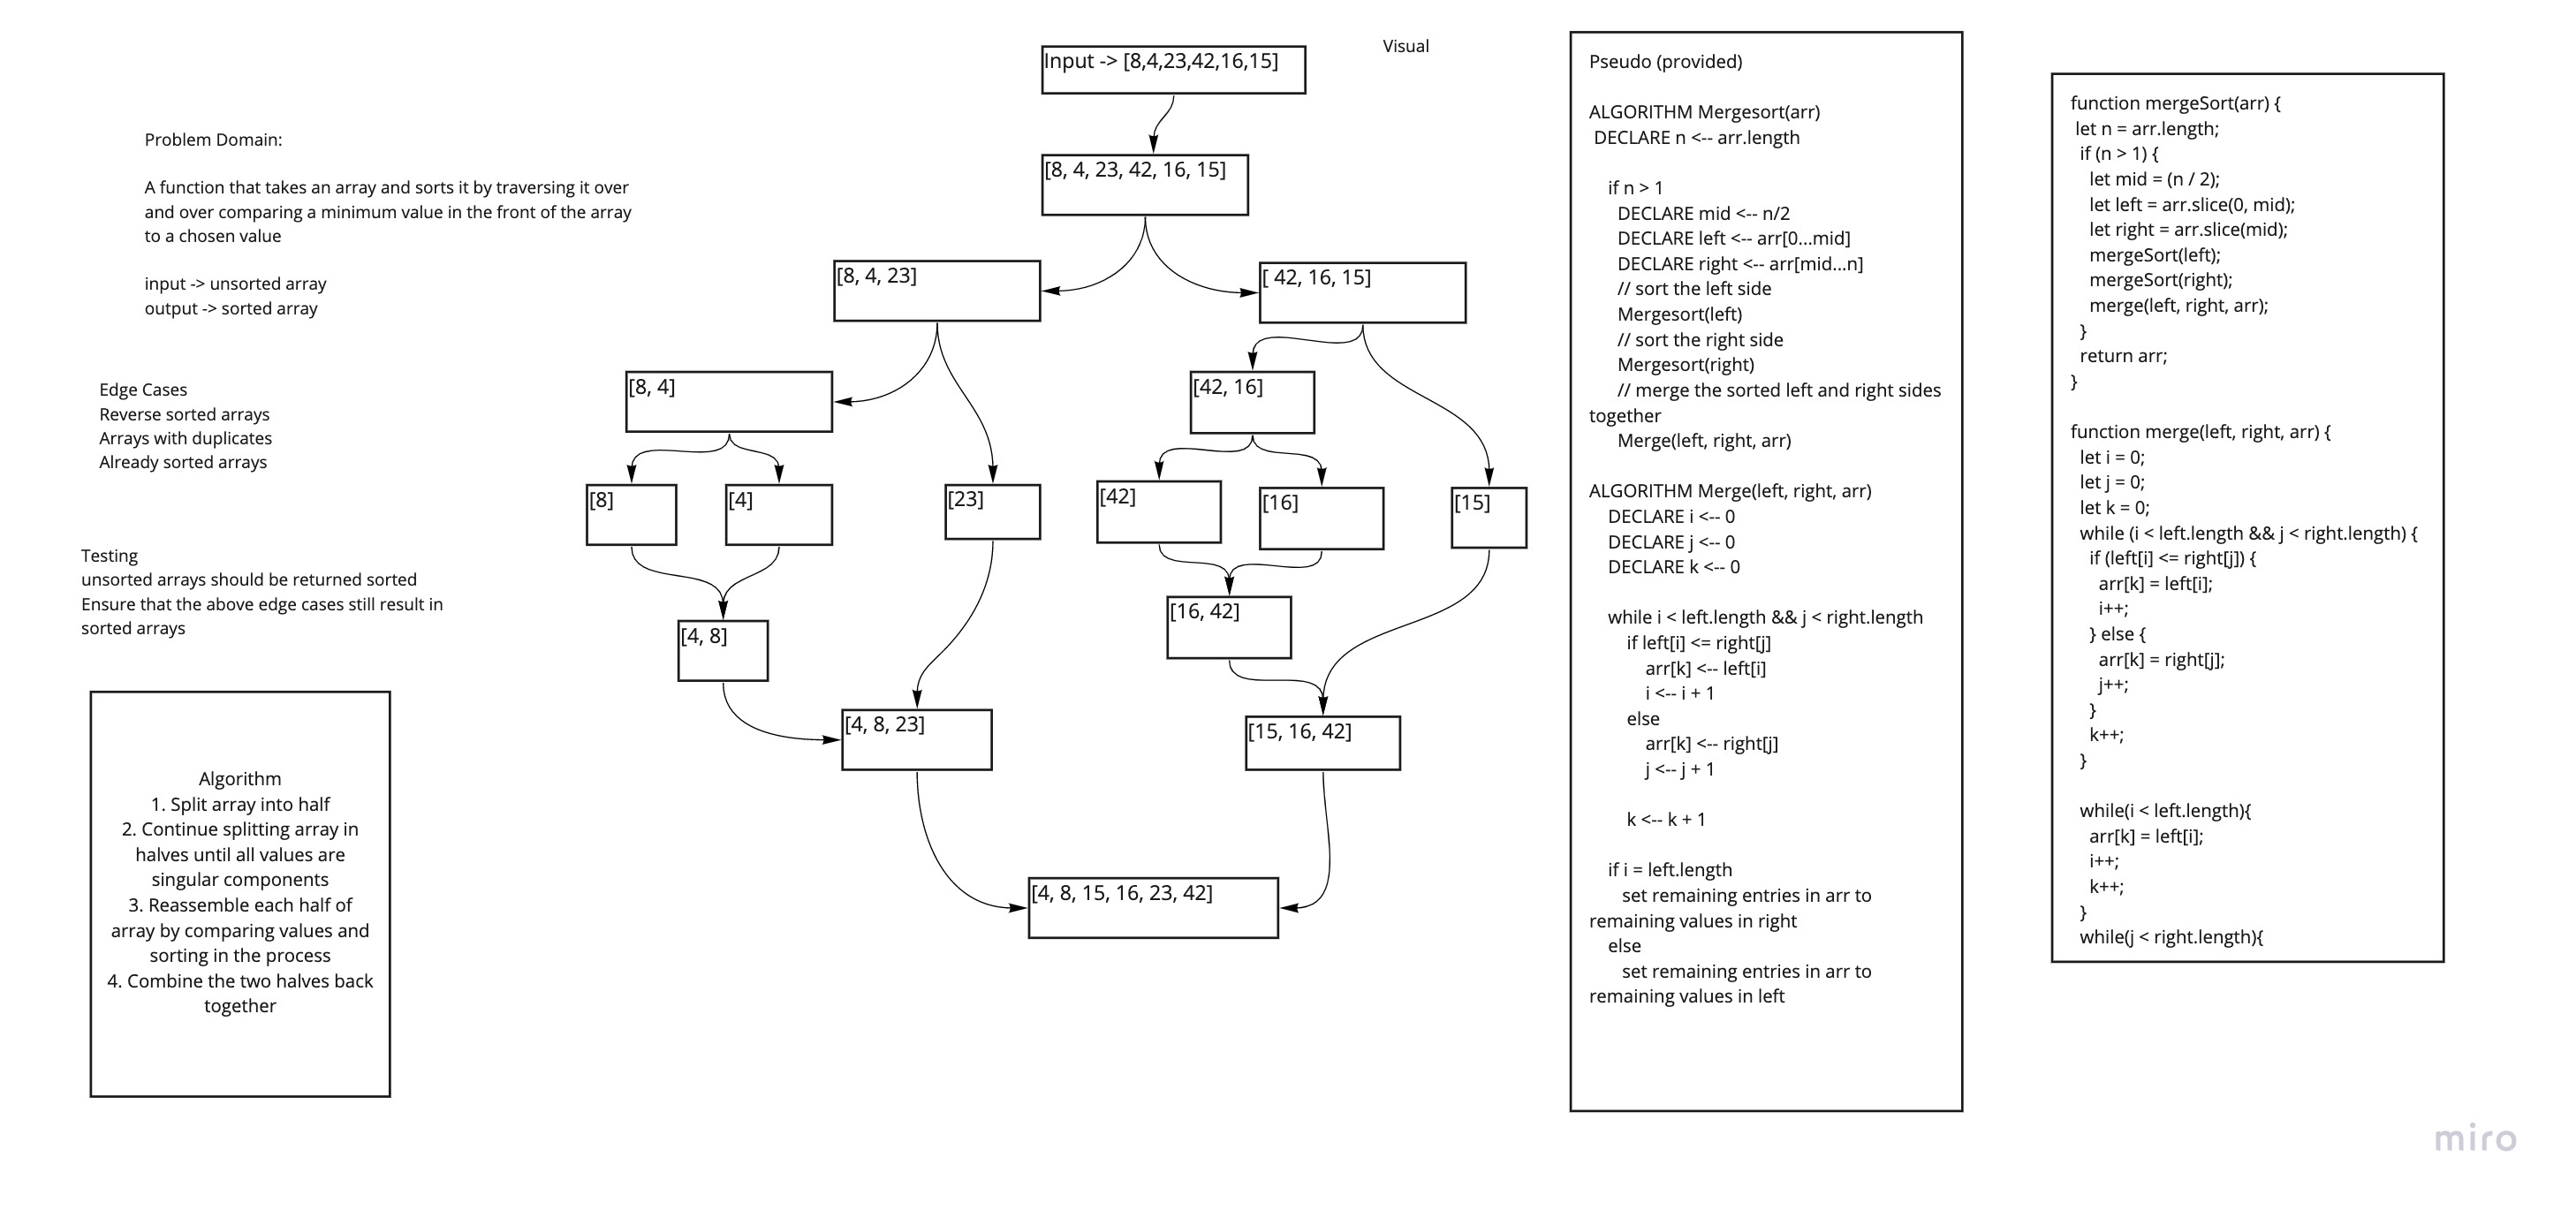 Problem Domain:
A function that takes an array and sorts it by traversing it over
and over comparing a minimum value in the front of the array
to a chosen value
input -> unsorted array
output -> sorted array
Edge Cases
Reverse sorted arrays
Arrays with duplicates
Already sorted arrays
Testing
unsorted arrays should be returned sorted
Ensure that the above edge cases still result in
sorted arrays
Algorithm
1. Split array into half
2. Continue splitting array in
halves until all values are
singular components
3. Reassemble each half of
array by comparing values and
sorting in the process
4. Combine the two halves back
together
Visual
Input -> [8,4,23,42,16,15]
[8, 4, 23, 42, 16, 15]
[8, 4, 23]
[ 42, 16, 15]
[8, 4]
[42, 16]
[8]
[4]
[23]
[42]
[16]
[15]
[4, 8]
[16, 42]
[4, 8, 23]
[15, 16, 42]
[4, 8, 15, 16, 23, 42]
Pseudo (provided)
ALGORITHM Mergesort(arr)
DECLARE n <-- arr.length
if n > 1
DECLARE mid <-- n/2
DECLARE left <-- arr[0...mid]
DECLARE right <-- arr[mid...n]
// sort the left side
Mergesort(left)
// sort the right side
Mergesort(right)
// merge the sorted left and right sides
together
Merge(left, right, arr)
ALGORITHM Merge(left, right, arr)
DECLARE i <-- 0
DECLARE j <-- 0
DECLARE k <-- 0
while i < left.length && j < right.length
if left[i] <= right[j]
arr[k] <-- left[i]
i <-- i + 1
else
arr[k] <-- right[j]
j <-- j + 1
k <-- k + 1
if i = left.length
set remaining entries in arr to
remaining values in right
else
set remaining entries in arr to
remaining values in left
function mergeSort(arr) {
let n = arr.length;
if (n > 1) {
let mid = (n / 2);
let left = arr.slice(0, mid);
let right = arr.slice(mid);
mergeSort(left);
mergeSort(right);
merge(left, right, arr);
}
return arr;
}
function merge(left, right, arr) {
let i = 0;
let j = 0;
let k = 0;
while (i < left.length && j < right.length) {
if (left[i] <= right[j]) {
arr[k] = left[i];
i++;
} else {
arr[k] = right[j];
j++;
}
k++;
}
while(i < left.length){
arr[k] = left[i];
i++;
k++;
}
while(j < right.length){
miro